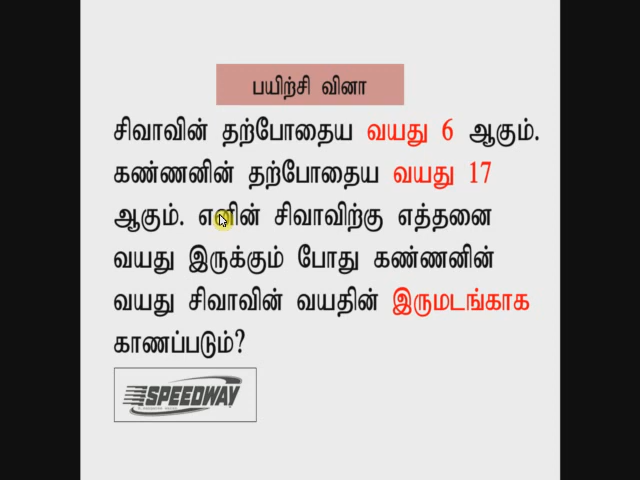 பயிற்சி வினா
சிவாவின் தற்போதைய வயது 6 ஆகும்.
கண்ணனின் தற்போதைய வயது 17
ஆகும். எனின் சிவாவிற்கு எத்தனை
வயது இருக்கும் போது கண்ணனின்
வயது சிவாவின் வயதின் இருமடங்காக
காணப்படும்?
SPEEDWAY